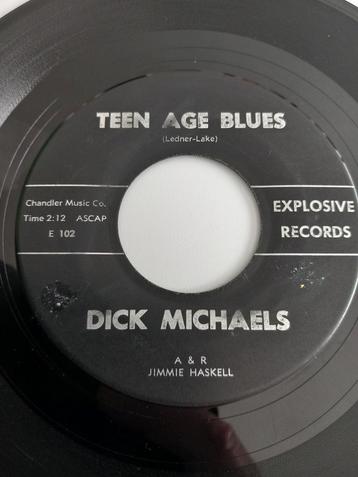 TEEN AGE BLUES
(Ledner-Lake)
Chandler Music Co.
Time 2:12 ASCAP
E 102
EXPLOSIVE
RECORDS
DICK MICHAELS
A & R
JIMMIE HASKELL